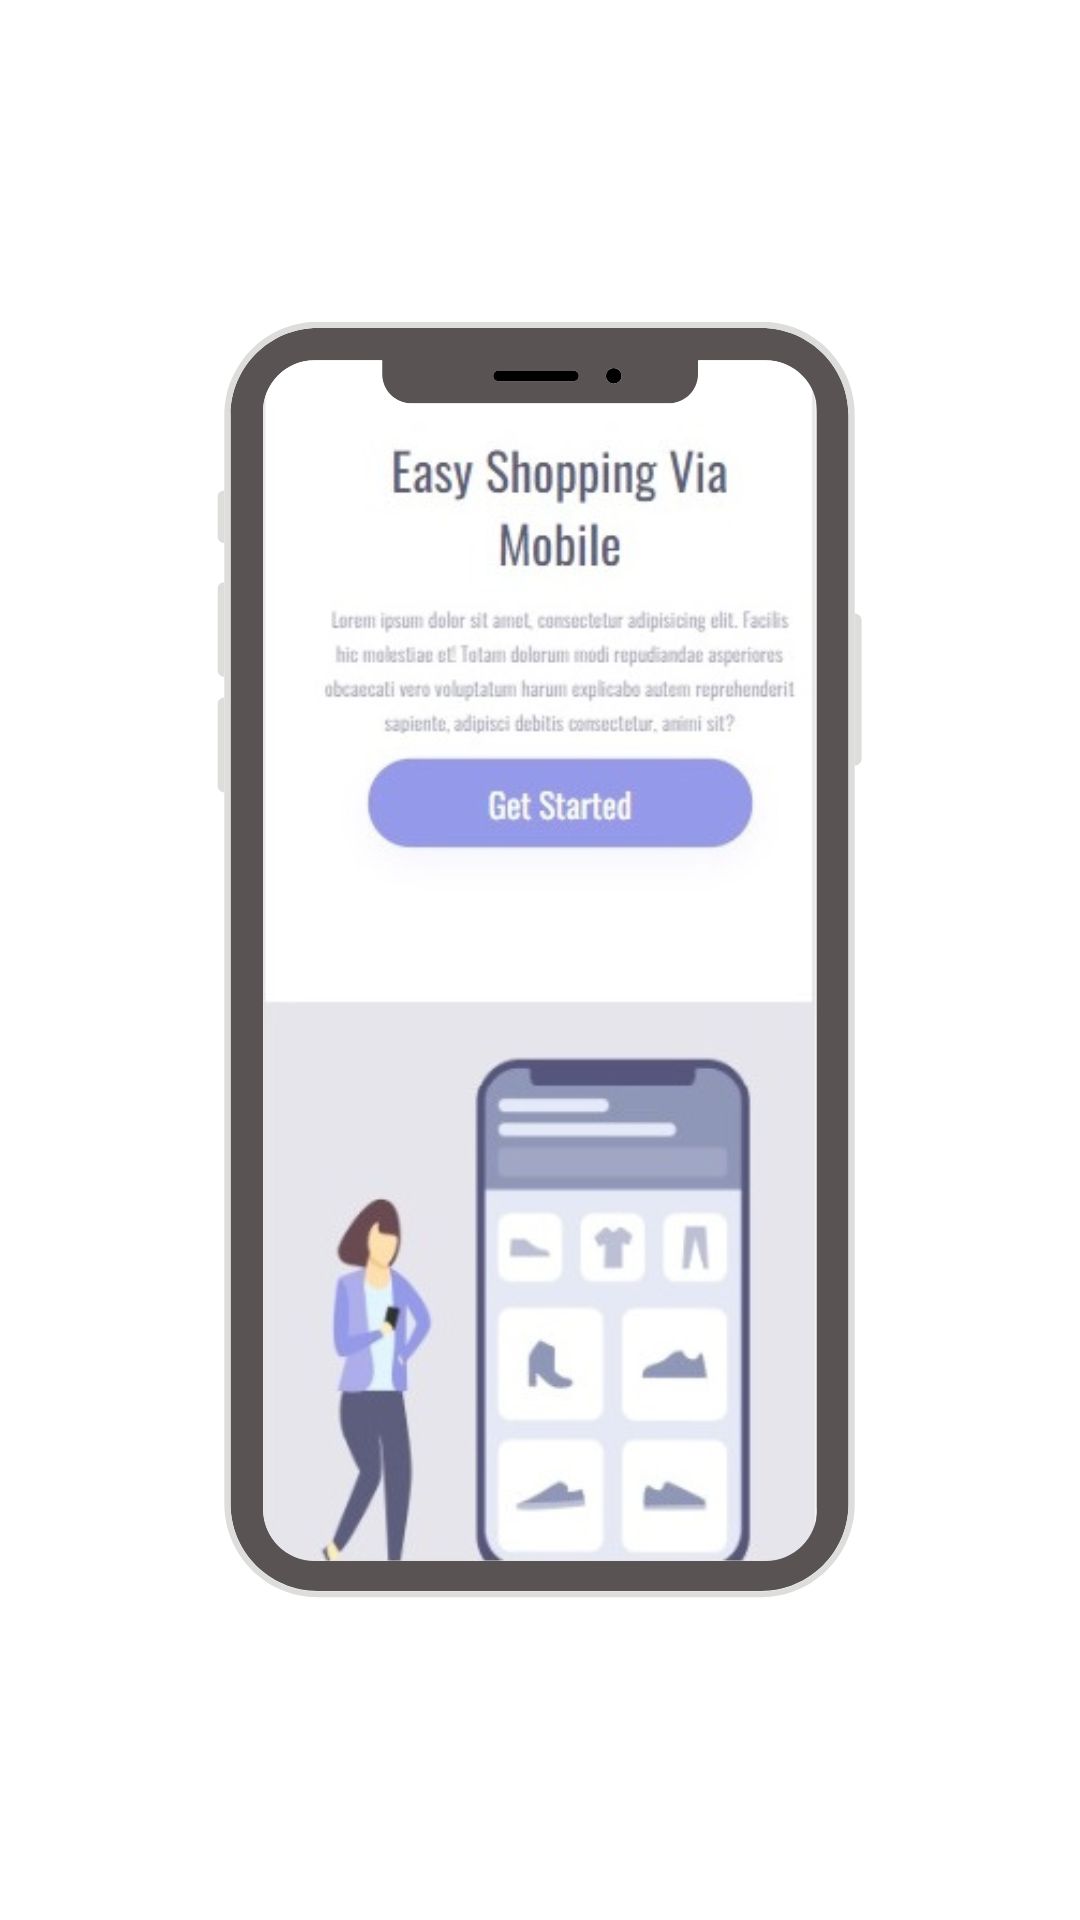 Easy Shopping Via
Mobile
Lorem ipsum dolor sit amet, consectetur adipisicing elit. Facilis
hic molestiae et! Totam dolorum modi repudiandae asperiores
obcaecati vero voluptatum harum explicabo autem reprehenderit
sapiente, adipisci debitis consectetur, animi sit?
Get Started